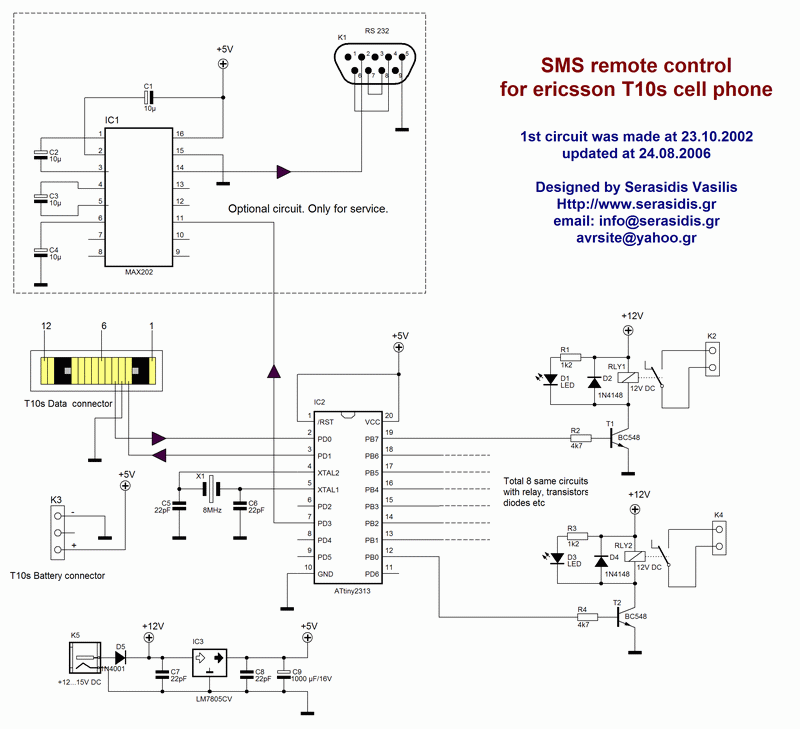 RS 232
K1
1 2 3 4 5
6 7 8 9
+5V
C1
10µ
IC1
1
2
3
4
5
6
7
8
16
15
14
13
12
11
10
9
C2
10µ
C3
10µ
C4
10µ
MAX202
Optional circuit. Only for service.
SMS remote control
for ericsson T10s cell phone
1st circuit was made at 23.10.2002
updated at 24.08.2006
Designed by Serasidis Vasilis
Http://www.serasidis.gr
email: info@serasidis.gr
avrsite@yahoo.gr
12 6 1
T10s Data connector
+5V
K3
-
+
T10s Battery connector
+5V
IC2
1 /RST VCC 20
2 PD0 PB7 19
3 PD1 PB6 18
4 XTAL2 PB5 17
5 XTAL1 PB4 16
6 PD2 PB3 15
7 PD3 PB2 14
8 PD4 PB1 13
9 PD5 PB0 12
10 GND PD6 11
ATtiny2313
X1
8MHz
C5
22pF
C6
22pF
Total 8 same circuits
with relay, transistors
diodes etc
+12V
R1
1k2
D1
LED
D2
1N4148
RLY1
12V DC
K2
R2
4k7
T1
BC548
+12V
R3
1k2
D3
LED
D4
1N4148
RLY2
12V DC
K4
R4
4k7
T2
BC548
K5
+12...15V DC
D5
1N4001
+12V
C7
22pF
IC3
LM7805CV
C8
22pF
+5V
C9
1000 µF/16V